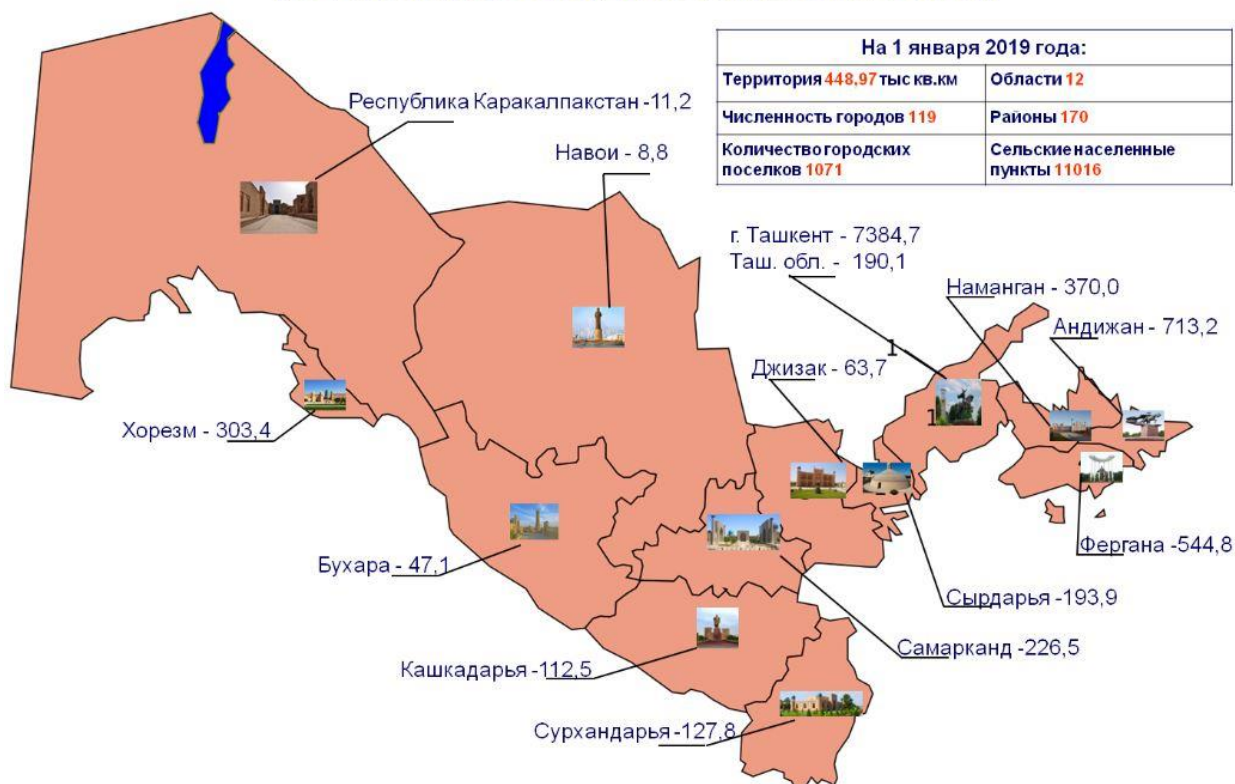 На 1 января 2019 года:
Территория 448,97 тыс кв.км
Области 12
Численность городов 119
Районы 170
Количество городских
поселков 1071
Сельские населенные
пункты 11016
Республика Каракалпакстан -11,2
Навои - 8,8
г. Ташкент - 7384,7
Таш. обл. - 190,1
Наманган - 370,0
Андижан - 713,2
1
Джизак - 63,7
1
Хорезм - 303,4
Фергана -544,8
Бухара - 47,1
Сырдарья -193,9
Самарканд -226,5
Кашкадарья -112,5
Сурхандарья -127,8